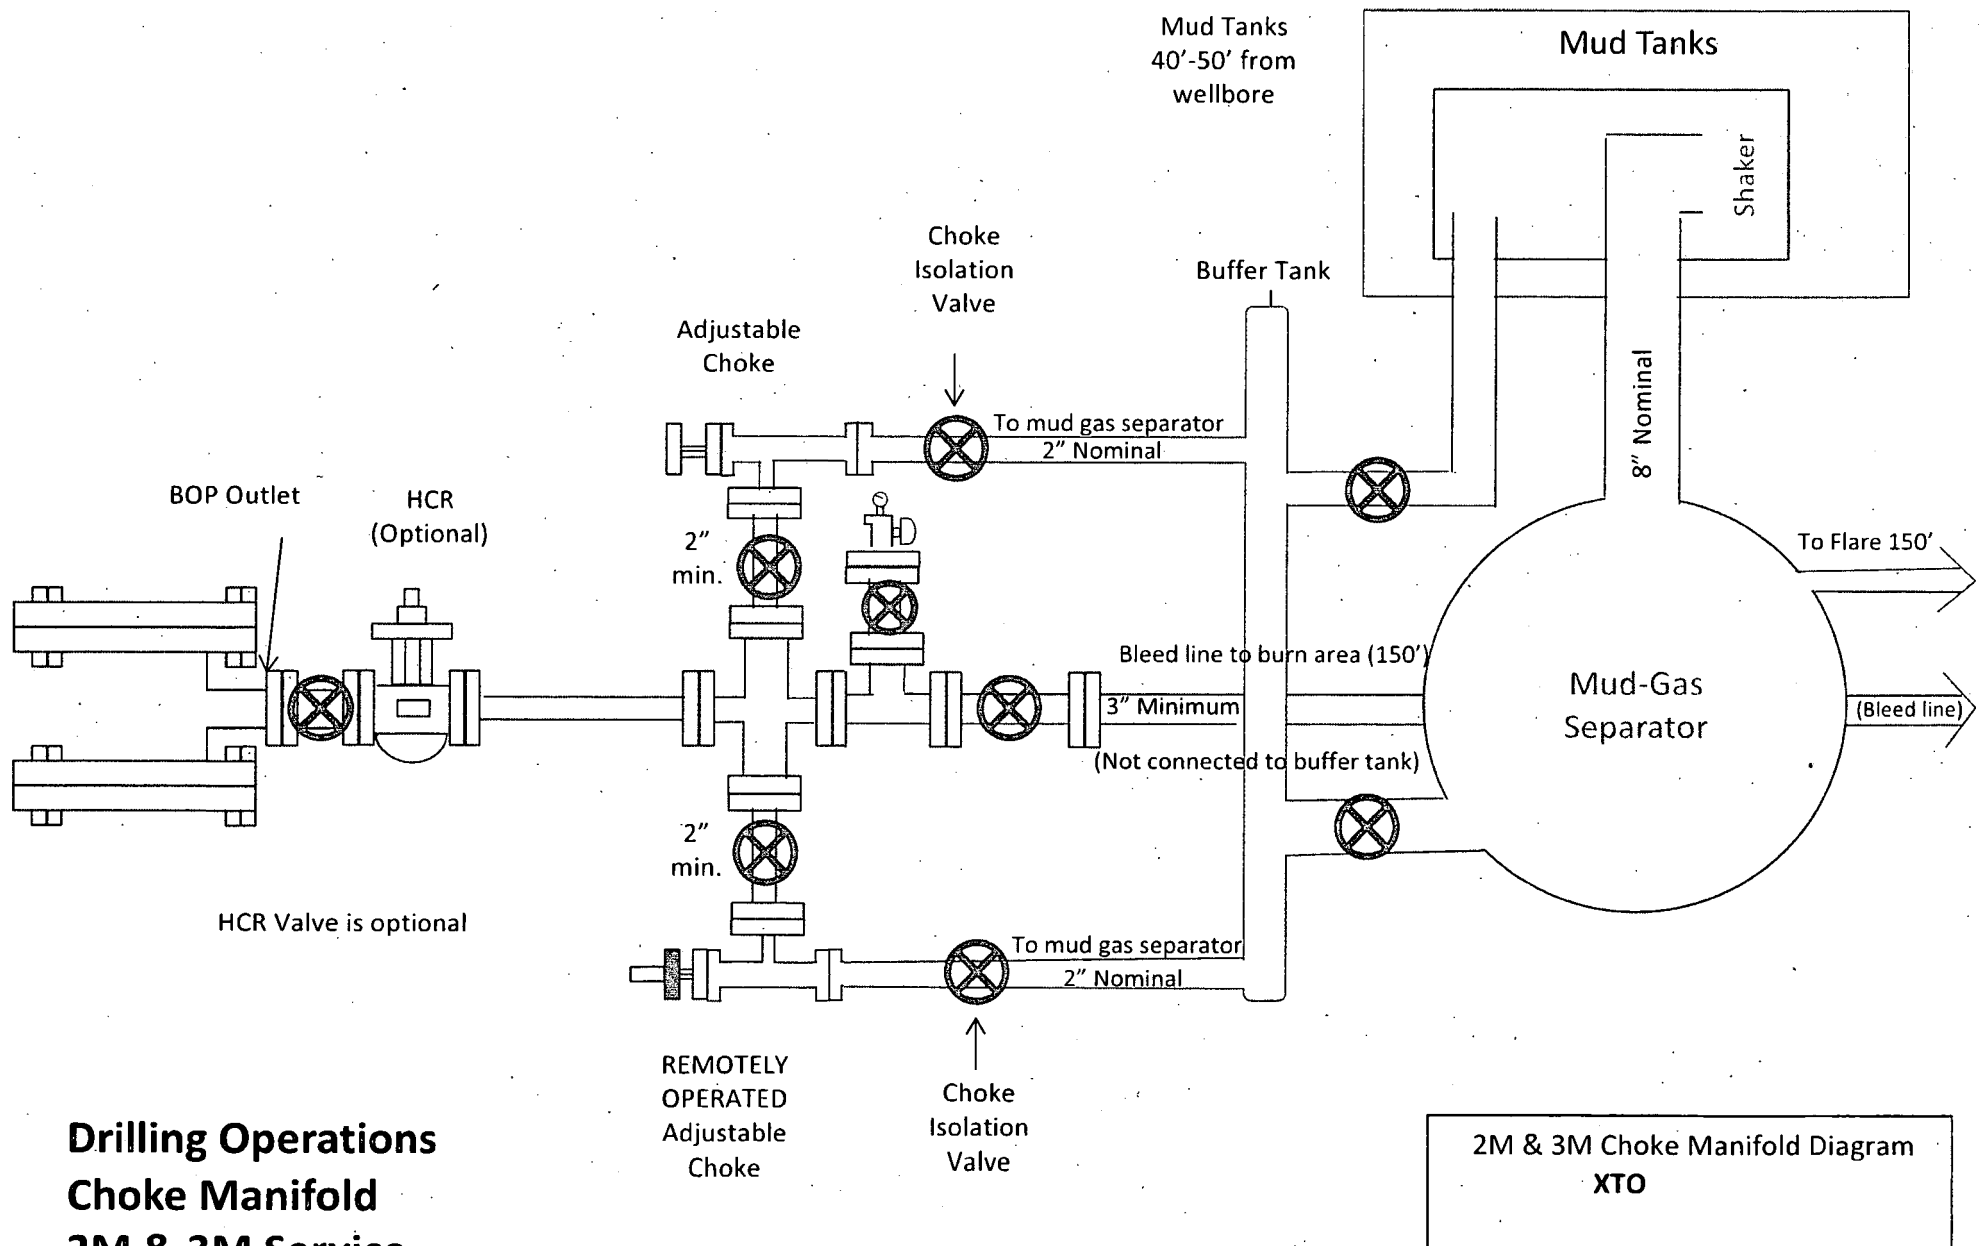 Mud Tanks
40'-50' from
wellbore
Mud Tanks
Shaker
Choke
Isolation
Valve
Buffer Tank
Adjustable
Choke
8” Nominal
To mud gas separator
2” Nominal
BOP Outlet
HCR
(Optional)
2”
min.
To Flare 150'
Bleed line to burn area (150')
3” Minimum
(Not connected to buffer tank)
Mud-Gas
Separator
(Bleed line)
2”
min.
HCR Valve is optional
To mud gas separator
2” Nominal
REMOTELY
OPERATED
Adjustable
Choke
Choke
Isolation
Valve
Drilling Operations
Choke Manifold
2M & 3M Service
2M & 3M Choke Manifold Diagram
XTO